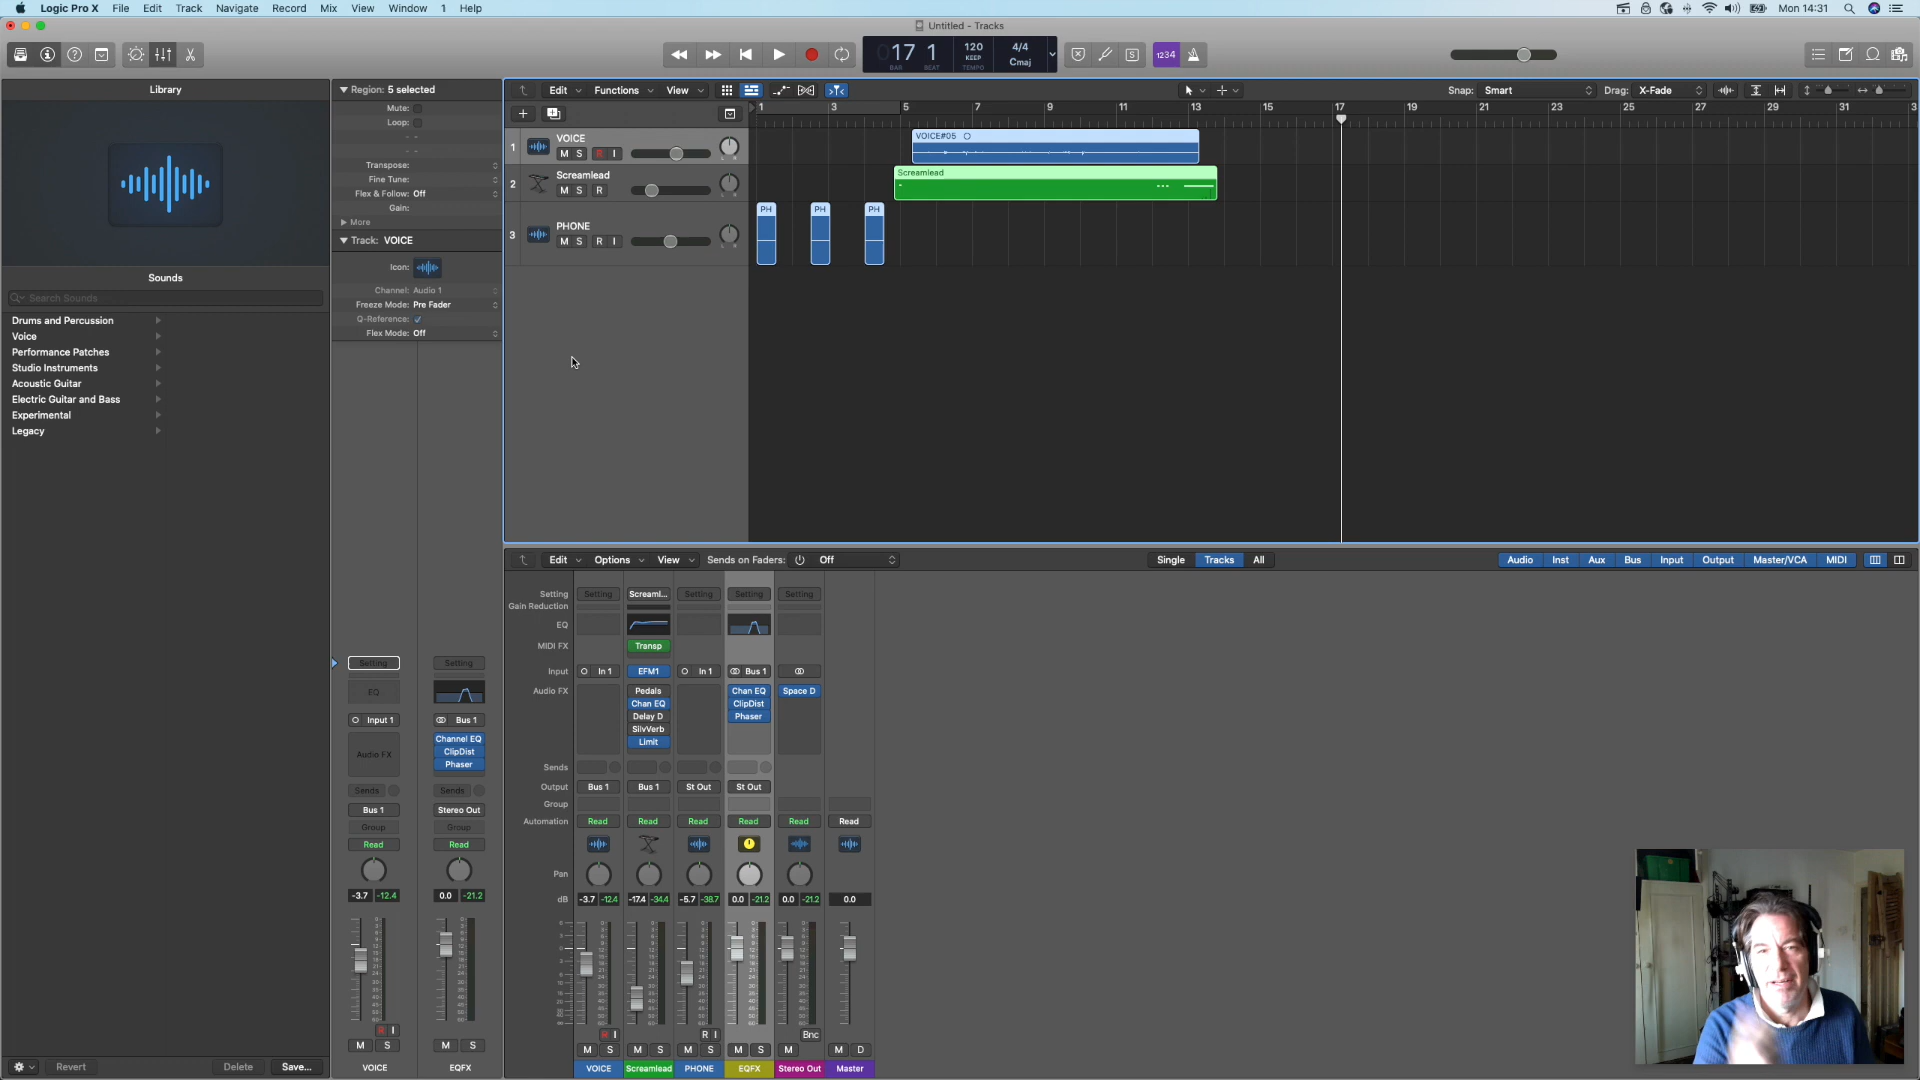 Logic Pro X File Edit Track Navigate Record Mix View Window 1 Help
Mon 14:31
Untitled - Tracks
17 1
BAR BEAT
120
KEEP
TEMPO
4/4
Cmaj
1234
Library
Region: 5 selected
Mute:
Loop:
Transpose:
Fine Tune:
Flex & Follow: Off
Gain:
More
Track: VOICE
Icon:
Channel: Audio 1
Freeze Mode: Pre Fader
Q-Reference:
Flex Mode: Off
Sounds
Search Sounds
Drums and Percussion
Voice
Performance Patches
Studio Instruments
Acoustic Guitar
Electric Guitar and Bass
Experimental
Legacy
Edit Functions View
Snap: Smart Drag: X-Fade
1 3 5 7 9 11 13 15 17 19 21 23 25 27 29 31 3
1 VOICE
M S R I
VOICE#05
2 Screamlead
M S R
Screamlead
3 PHONE
M S R I
PH PH PH
Edit Options View Sends on Faders: Off
Single Tracks All
Audio Inst Aux Bus Input Output Master/VCA MIDI
Setting Setting Screaml... Setting Setting Setting
Gain Reduction
EQ
MIDI FX Transp
Input In 1 EFM1 In 1 Bus 1
Audio FX Pedals Chan EQ Space D
Chan EQ ClipDist
Delay D Phaser
SilvVerb
Limit
Sends
Output Bus 1 Bus 1 St Out St Out
Group
Automation Read Read Read Read Read Read
Pan
dB -3.7 -12.4 -17.4 -34.4 -5.7 -38.7 0.0 -21.2 0.0 -21.2 0.0
R I R I Bnc
M S M S M S M S M M D
VOICE Screamlead PHONE EQFX Stereo Out Master
Setting Setting
EQ
Input 1 Bus 1
Audio FX Channel EQ
ClipDist
Phaser
Sends Sends
Bus 1 Stereo Out
Group Group
Read Read
-3.7 -12.4 0.0 -21.2
R I
M S M S
VOICE EQFX
Revert Delete Save...